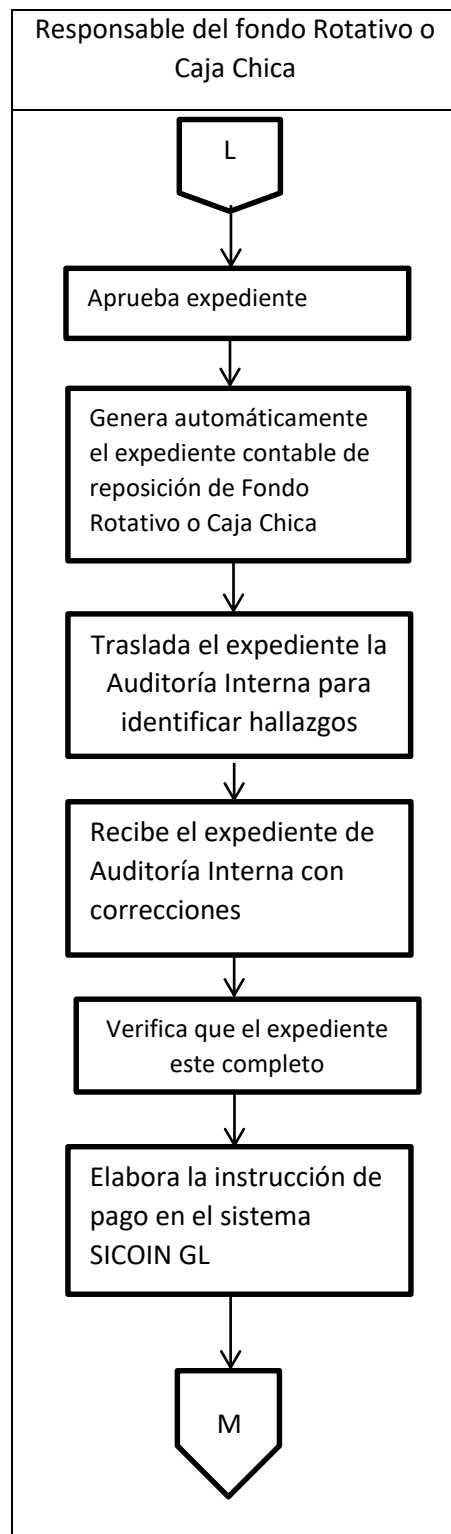 Responsable del fondo Rotativo o
Caja Chica
L
Aprueba expediente
Genera automáticamente
el expediente contable de
reposición de Fondo
Rotativo o Caja Chica
Traslada el expediente la
Auditoría Interna para
identificar hallazgos
Recibe el expediente de
Auditoría Interna con
correcciones
Verifica que el expediente
este completo
Elabora la instrucción de
pago en el sistema
SICOIN GL
M